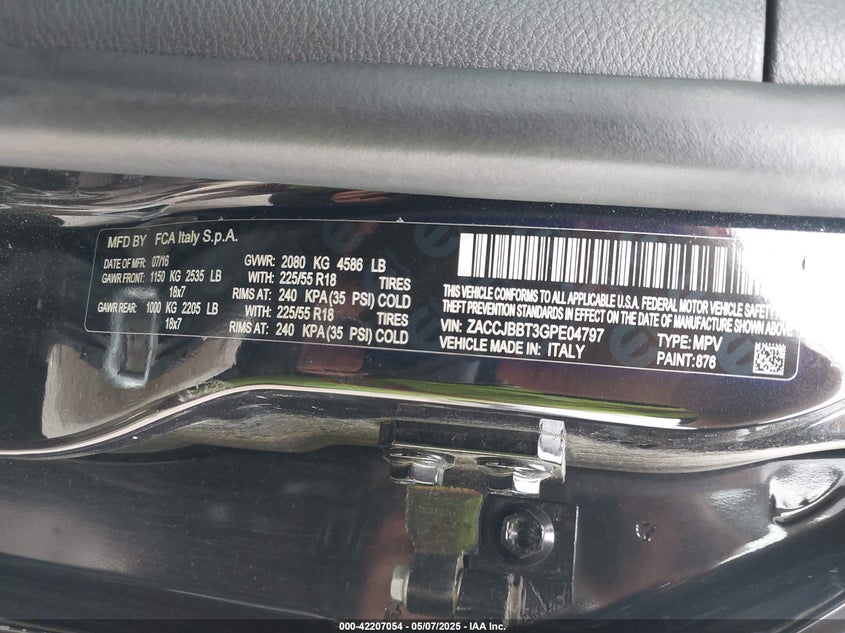 MFD BY FCA Italy S.p.A.
DATE OF MFR: 07/16 GVWR: 2080 KG 4586 LB
GAWR FRONT: 1150 KG 2535 LB WITH: 225/55 R18 TIRES
18x7 RIMS AT: 240 KPA(35 PSI) COLD
GAWR REAR: 1000 KG 2205 LB WITH: 225/55 R18 TIRES
18x7 RIMS AT: 240 KPA(35 PSI) COLD
THIS VEHICLE CONFORMS TO ALL APPLICABLE U.S.A. FEDERAL MOTOR VEHICLE SAFETY
THEFT PREVENTION STANDARDS IN EFFECT ON THE DATE OF MANUFACTURE SHOWN ABOVE
VIN: ZACCJBBT3GPE04797 TYPE: MPV
VEHICLE MADE IN: ITALY PAINT: 876
000-42207054 - 05/07/2025 - IAA Inc.